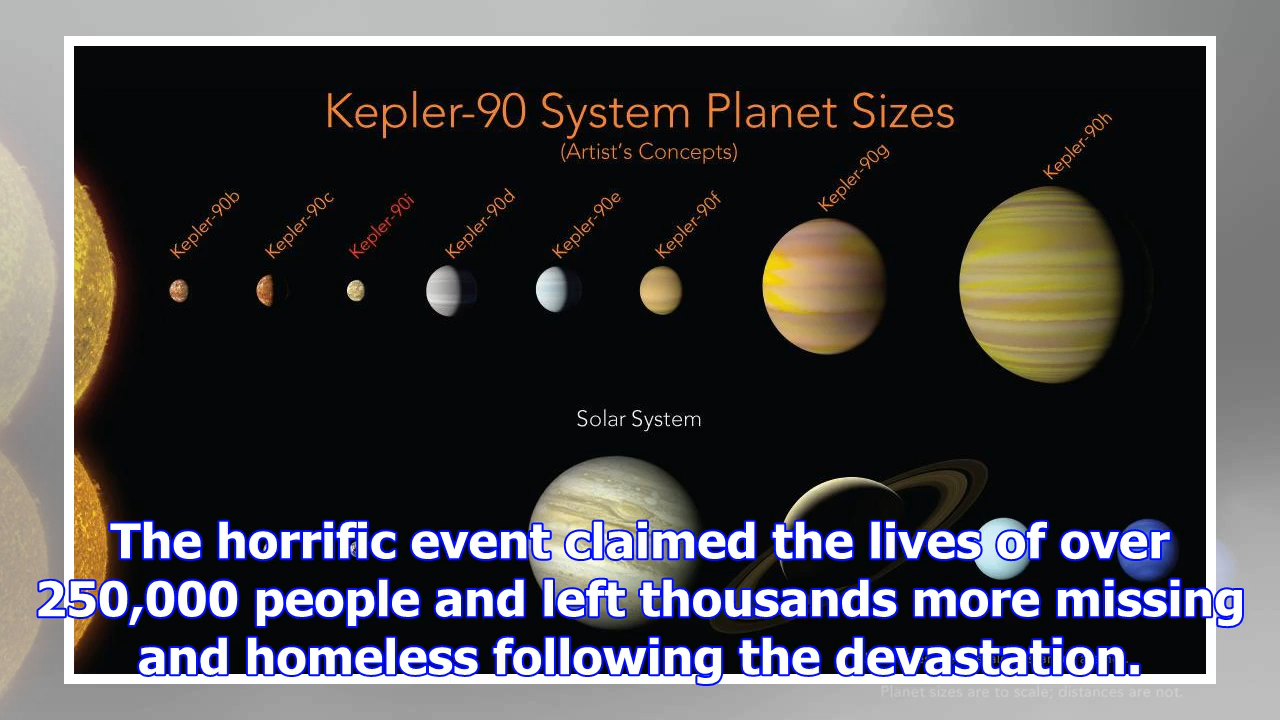 Kepler-90 System Planet Sizes
(Artist's Concepts)
Kepler-90b
Kepler-90c
Kepler-90i
Kepler-90d
Kepler-90e
Kepler-90f
Kepler-90g
Kepler-90h
Solar System
The horrific event claimed the lives of over
250,000 people and left thousands more missing
and homeless following the devastation.
Planet sizes are to scale; distances are not.